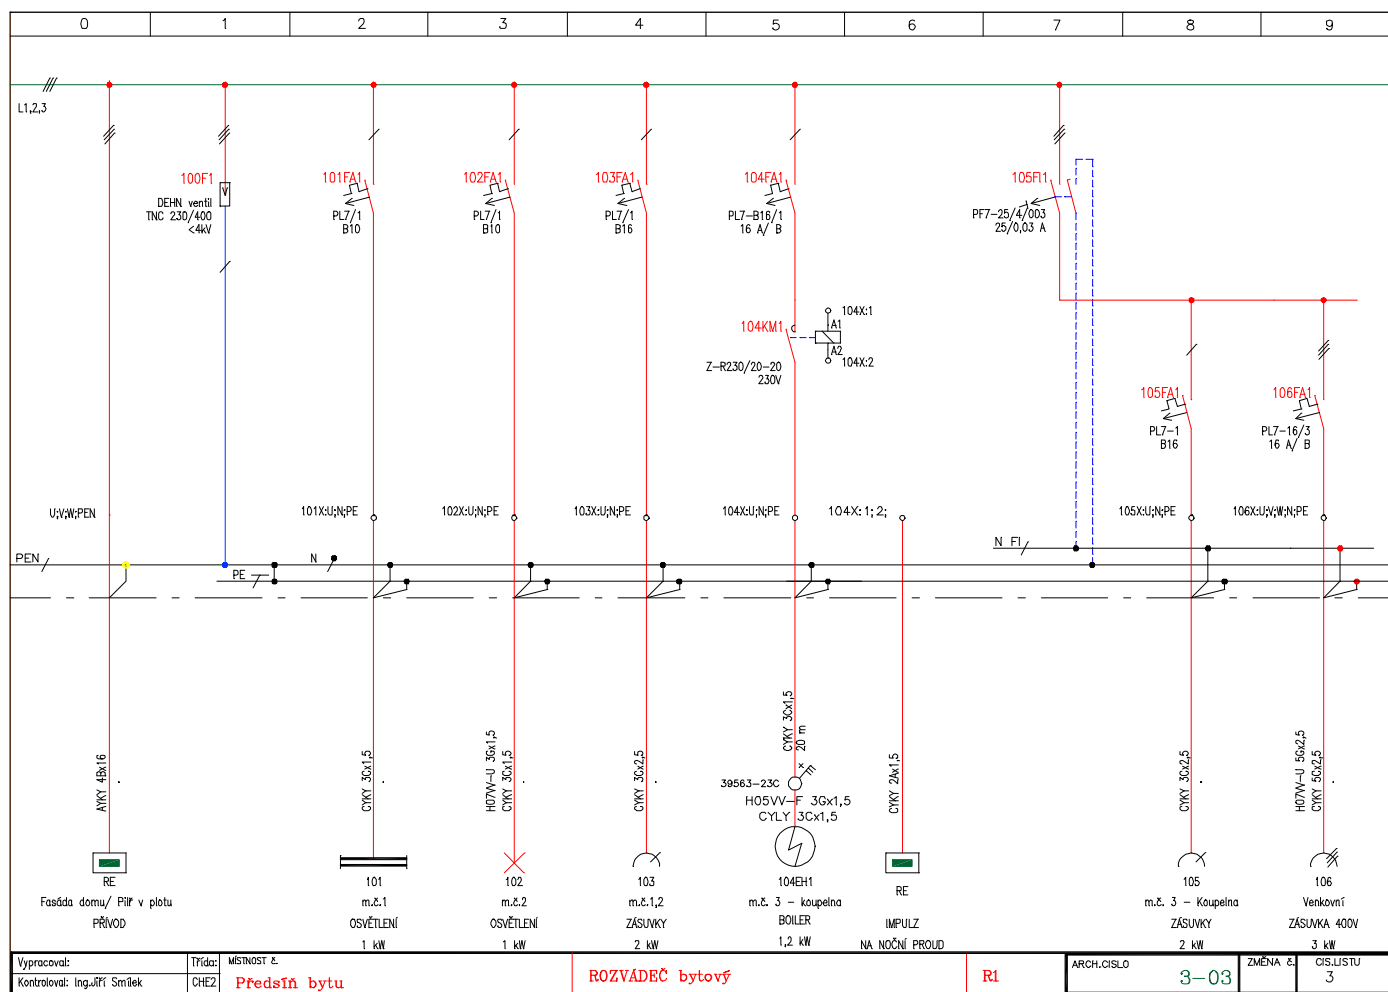 0 1 2 3 4 5 6 7 8 9
L1,2,3
100F1
DEHN ventil
TNC 230/400
<4kV
V
101FA1
PL7/1
B10
102FA1
PL7/1
B10
103FA1
PL7/1
B16
104FA1
PL7-B16/1
16 A/ B
105FI1
PF7-25/4/003
25/0,03 A
104KM1
Z-R230/20-20
230V
104X:1
A1
A2
104X:2
105FA1
PL7-1
B16
106FA1
PL7-16/3
16 A/ B
U;V;W;PEN
101X:U;N;PE
102X:U;N;PE
103X:U;N;PE
104X:U;N;PE
104X:1;2;
105X:U;N;PE
106X:U;V;W;N;PE
PEN
PE
N
N FI
AYKY 4Bx16
CYKY 3Cx1,5
H07VV-U 3Gx1,5
CYKY 3Cx1,5
CYKY 3Cx2,5
CYKY 3Cx1,5
20 m
39563-23C
H05VV-F 3Gx1,5
CYLY 3Cx1,5
CYKY 2Ax1,5
CYKY 3Cx2,5
H07VV-U 5Gx2,5
CYKY 5Cx2,5
RE
Fasáda domu/ Pilř v plotu
PŘÍVOD
101
m.č.1
OSVĚTLENÍ
1 kW
102
m.č.2
OSVĚTLENÍ
1 kW
103
m.č.1,2
ZÁSUVKY
2 kW
104EH1
m.č. 3 - koupelna
BOILER
1,2 kW
RE
IMPULZ
NA NOČNÍ PROUD
105
m.č. 3 - Koupelna
ZÁSUVKY
2 kW
106
Venkovní
ZÁSUVKA 400V
3 kW
Vypracoval:
Kontroloval: Ing.Jiří Smílek
Třída:
CHE2
MÍSTNOST č.
Předsíň bytu
ROZVÁDEČ bytový
R1
ARCH.CISLO
3-03
ZMĚNA č.
CIS.LISTU
3